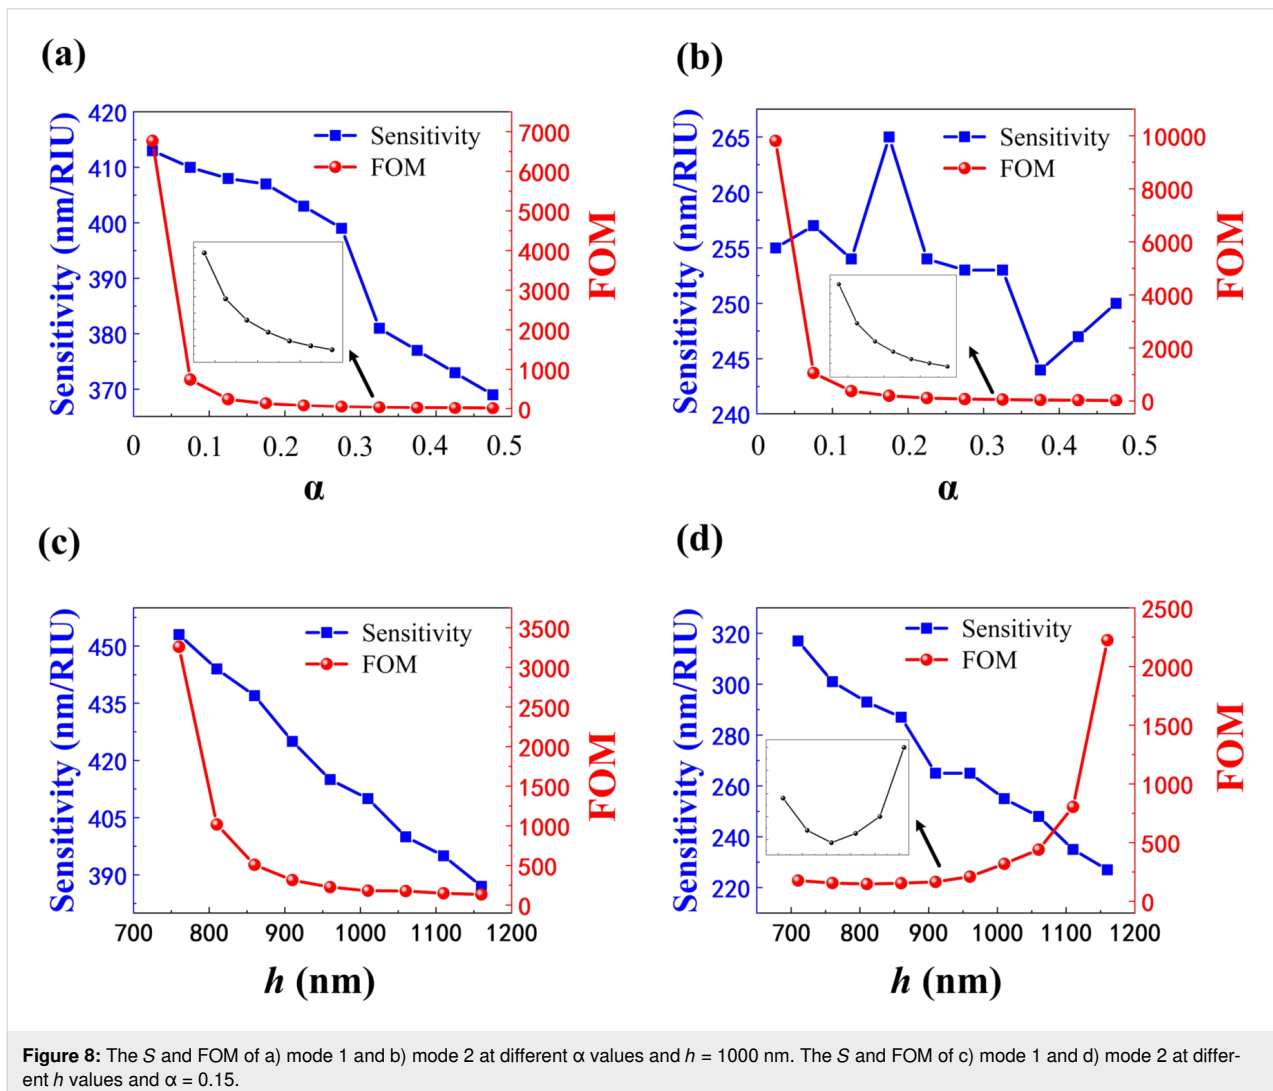 (a)
Sensitivity (nm/RIU)
420
410
400
390
380
370
Sensitivity
FOM
7000
6000
5000
4000
3000
2000
1000
0
FOM
0 0.1 0.2 0.3 0.4 0.5
α
(b)
Sensitivity (nm/RIU)
265
260
255
250
245
240
Sensitivity
FOM
10000
8000
6000
4000
2000
0
FOM
0 0.1 0.2 0.3 0.4 0.5
α
(c)
Sensitivity (nm/RIU)
450
435
420
405
390
Sensitivity
FOM
3500
3000
2500
2000
1500
1000
500
0
FOM
700 800 900 1000 1100 1200
h (nm)
(d)
Sensitivity (nm/RIU)
320
300
280
260
240
220
Sensitivity
FOM
2500
2000
1500
1000
500
0
FOM
700 800 900 1000 1100 1200
h (nm)
Figure 8: The S and FOM of a) mode 1 and b) mode 2 at different α values and h = 1000 nm. The S and FOM of c) mode 1 and d) mode 2 at differ-
ent h values and α = 0.15.